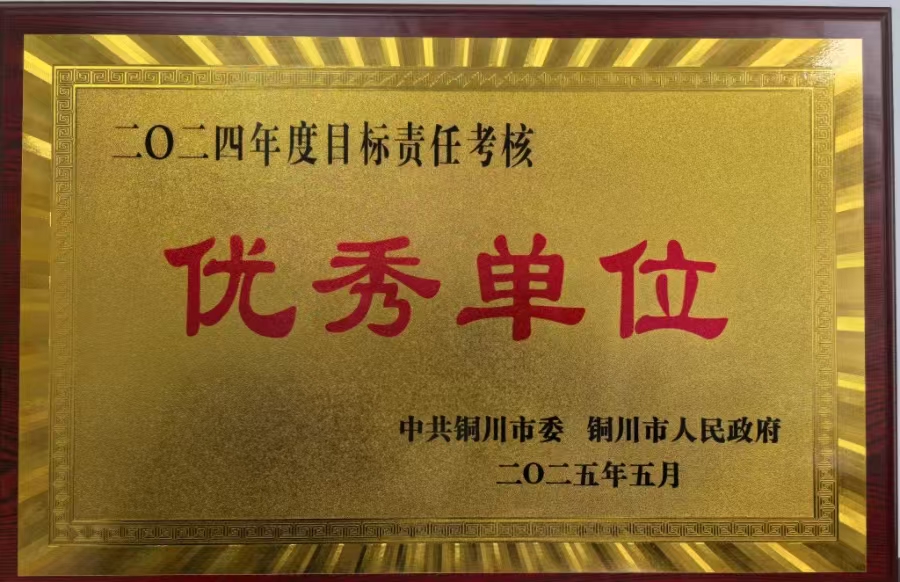 二〇二四年度目标责任考核
优秀单位
中共铜川市委 铜川市人民政府
二〇二五年五月